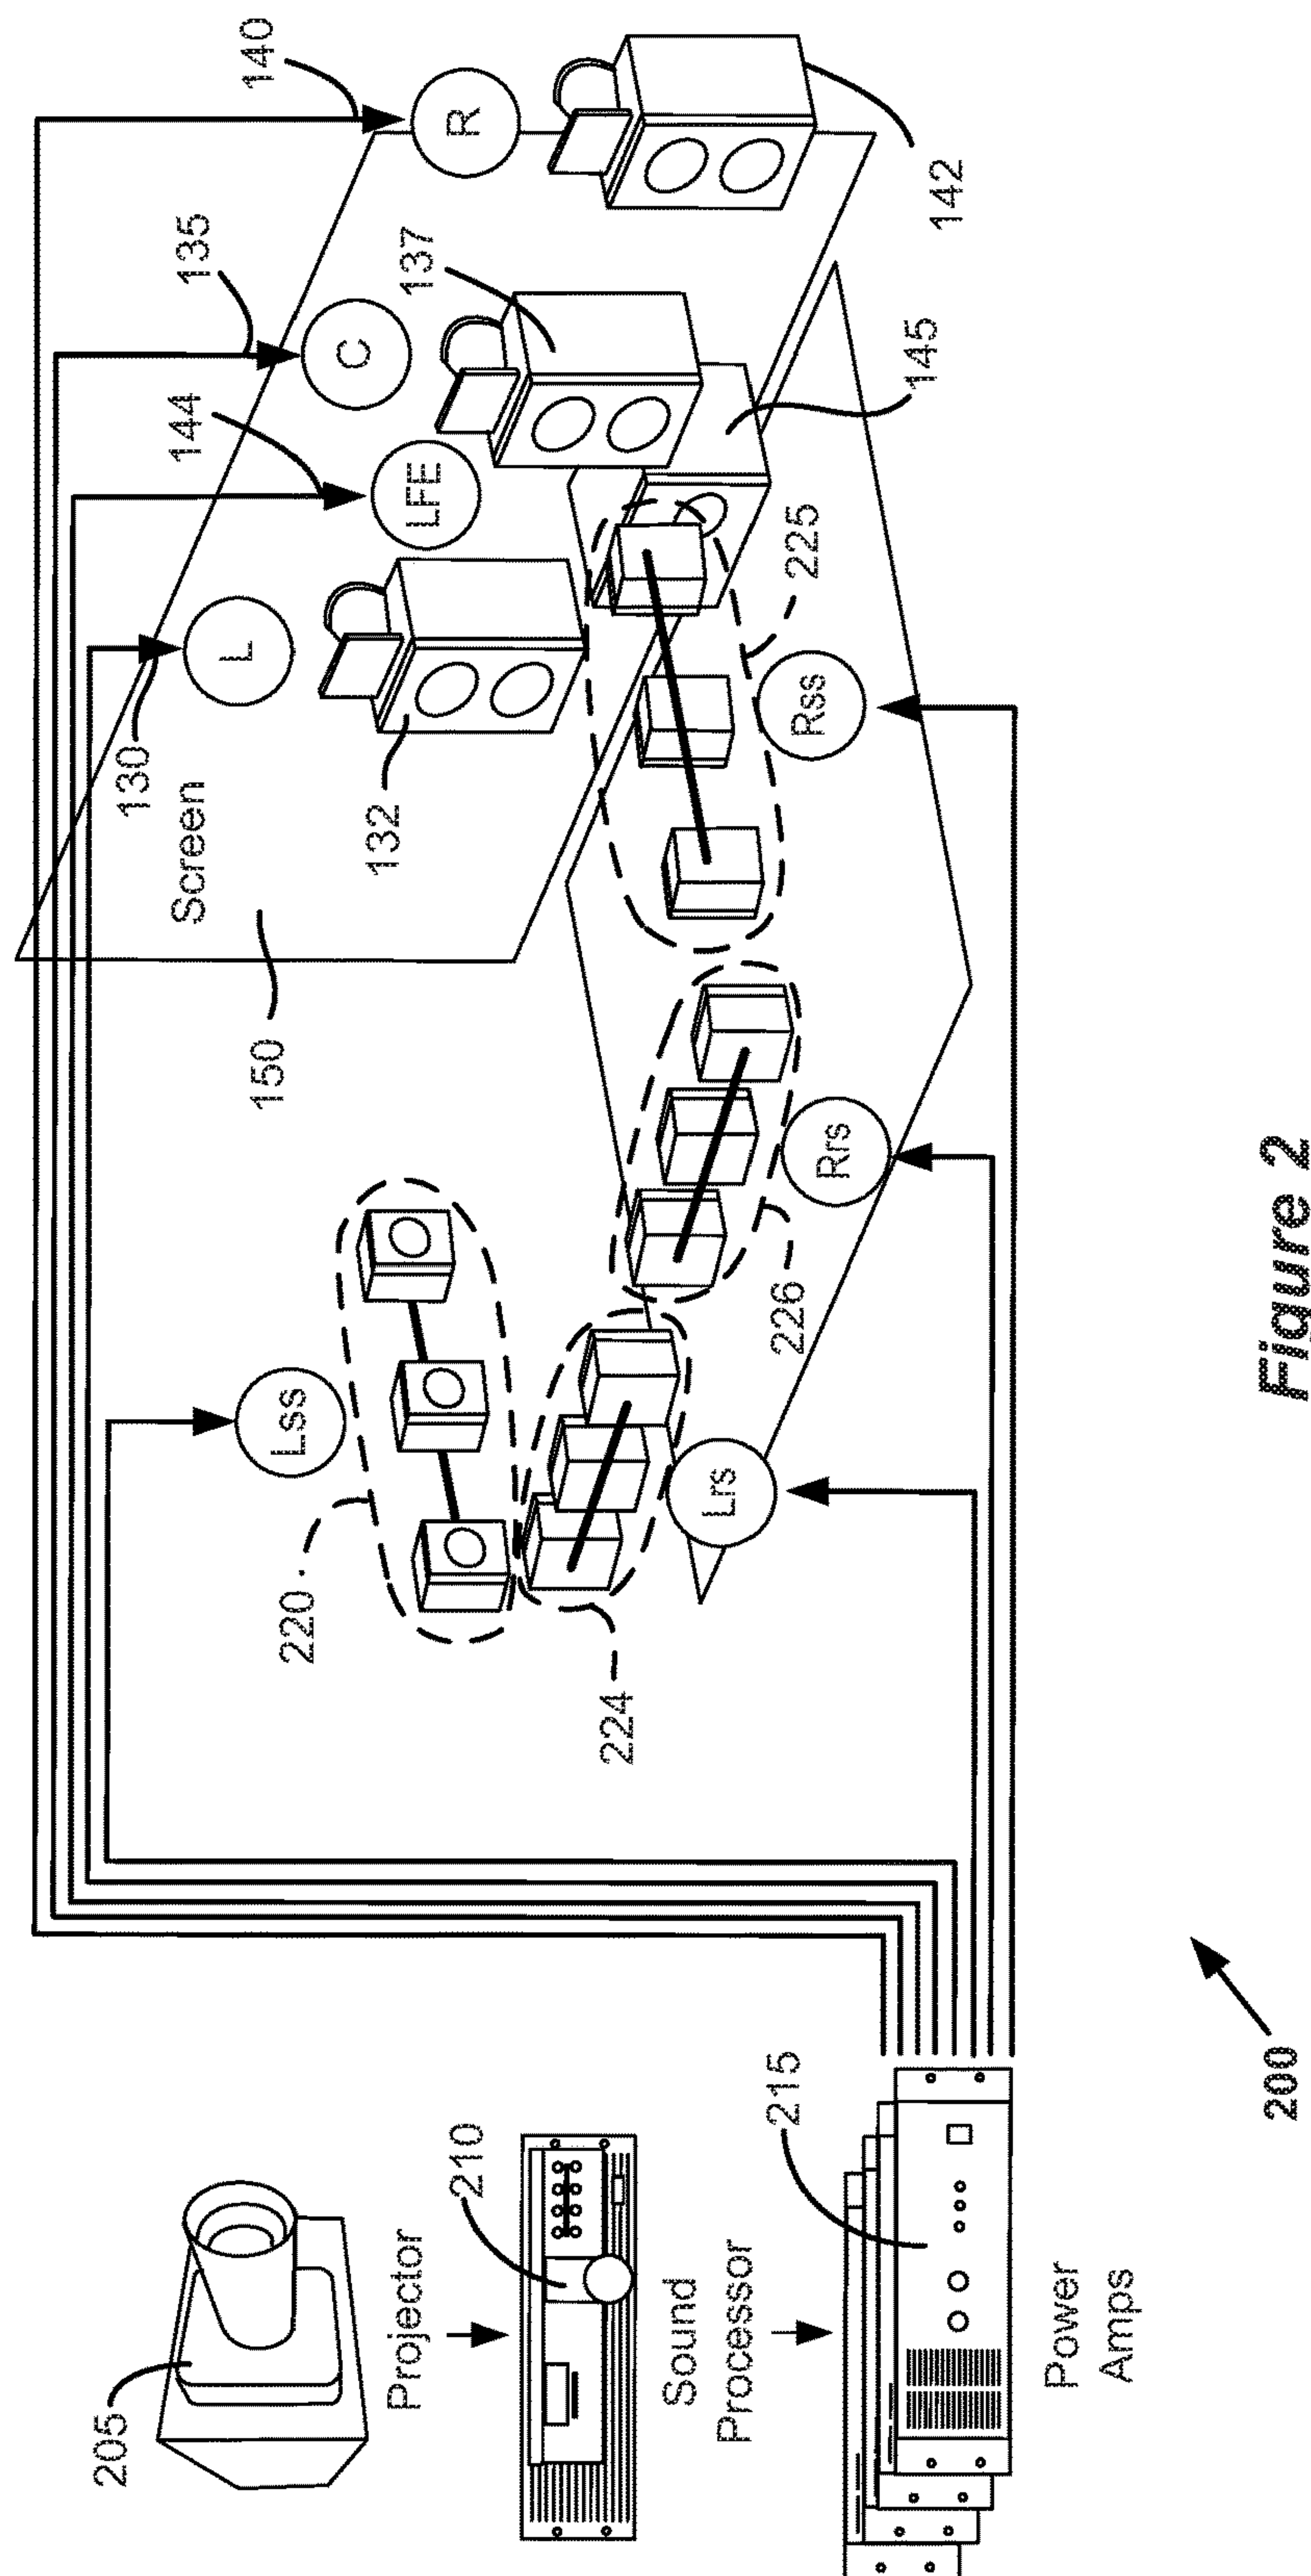 140
135
144
130
R
C
LFE
L
Screen
137
132
142
145
150
225
Rss
Lss
220
226
Rrs
224
Lrs
205
Projector
210
Sound
Processor
215
Power
Amps
200
Figure 2